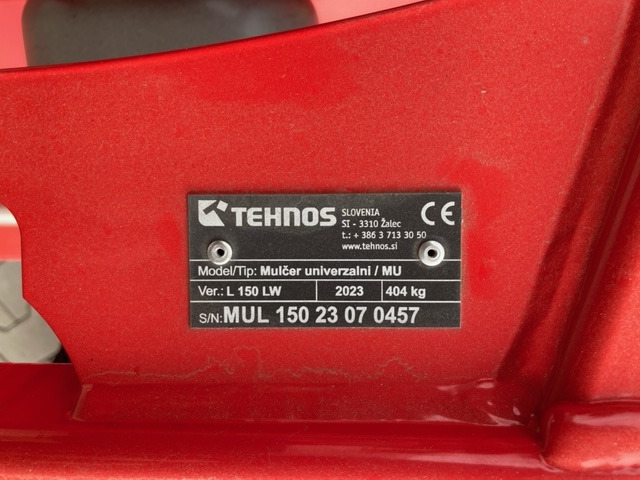 TEHNOS
SLOVENIA
SI - 3310 Žalec
t.: + 386 3 713 30 50
www.tehnos.si
CE
Model/Tip: Mulčer univerzalni / MU
Ver.: L 150 LW 2023 404 kg
S/N: MUL 150 23 07 0457